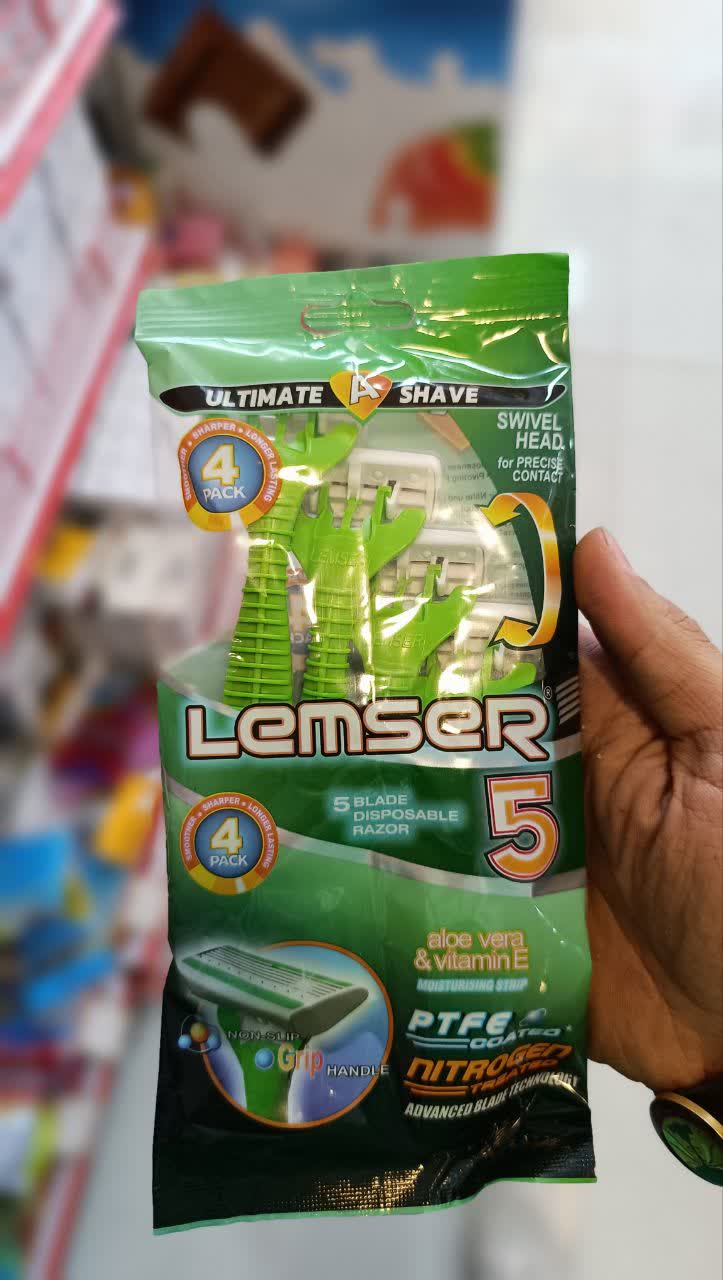 ULTIMATE A SHAVE
SWIVEL
HEAD
for PRECISE
CONTACT
SMOOTHER • SHARPER • LONGER LASTING
4
PACK
LEMSER
LEMSER
LEMSER®
5
5 BLADE
DISPOSABLE
RAZOR
SMOOTHER • SHARPER • LONGER LASTING
4
PACK
aloe vera
& vitamin E
MOISTURISING STRIP
PTFE
COATED
NITROGEN
TREATED
ADVANCED BLADE TECHNOLOGY
NON-SLIP
Grip
HANDLE